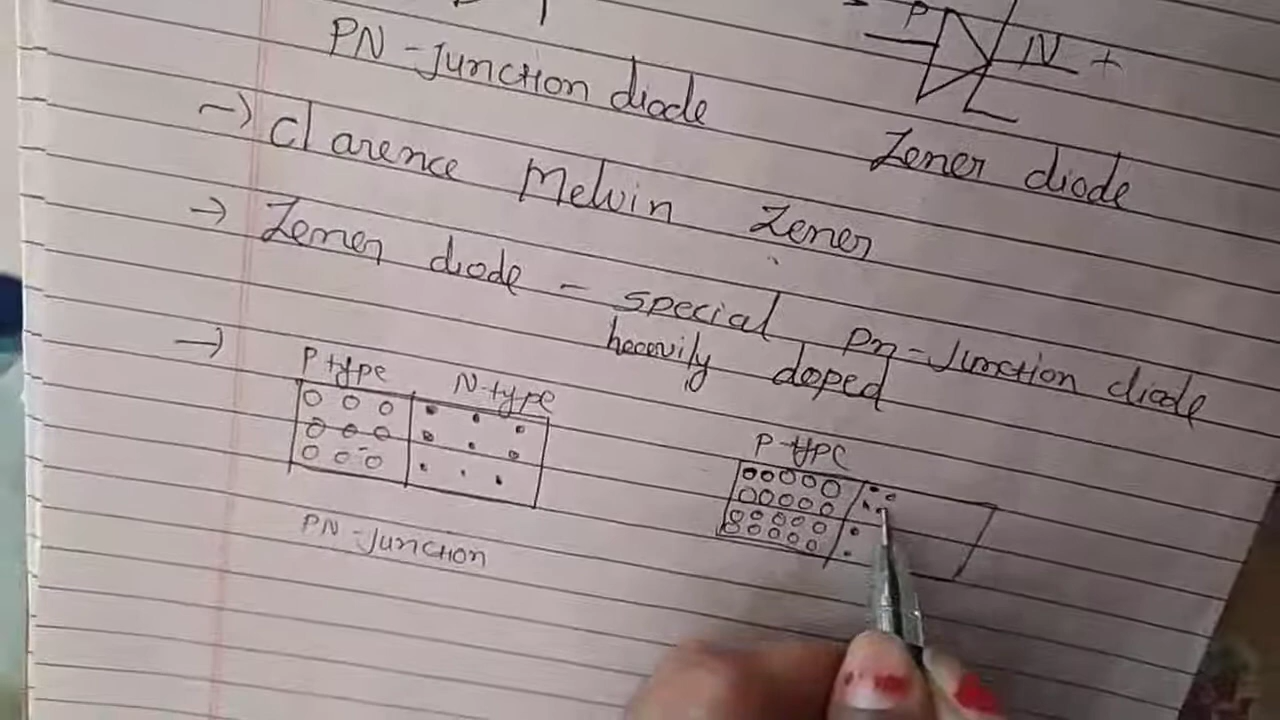 P N +
PN-Junction diode
Zener diode
→ Clarence Melvin Zener
→ Zener diode - special Pn-Junction diode
heavily doped
→ P type N-type
P-type
PN-Junction